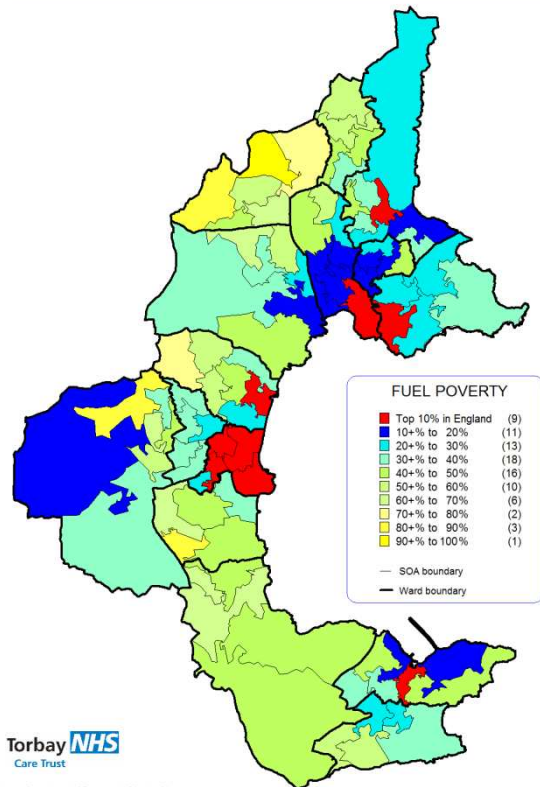 FUEL POVERTY
Top 10% in England (9)
10+% to 20% (11)
20+% to 30% (13)
30+% to 40% (18)
40+% to 50% (16)
50+% to 60% (10)
60+% to 70% (6)
70+% to 80% (2)
80+% to 90% (3)
90+% to 100% (1)
SOA boundary
Ward boundary
Torbay NHS
Care Trust